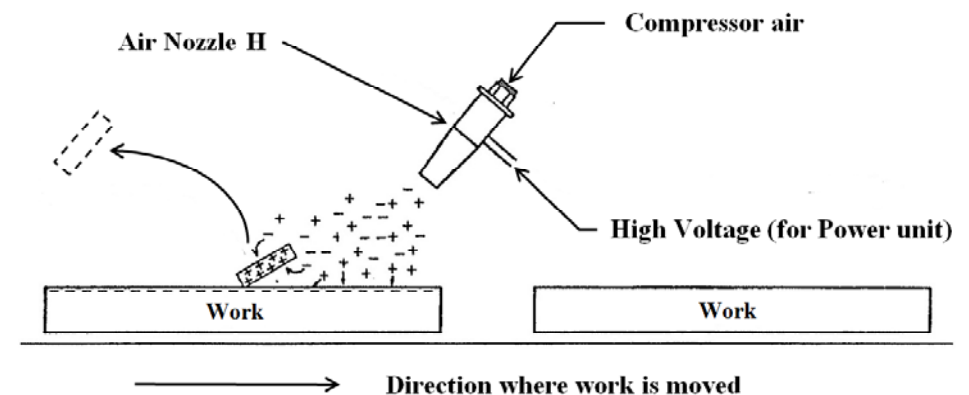 Compressor air
Air Nozzle H
High Voltage (for Power unit)
Work
Work
Direction where work is moved